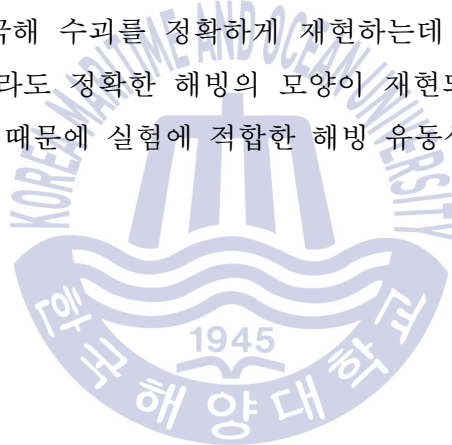 극해 수괴를 정확하게 재현하는데
라도 정확한 해빙의 모양이 재현되
때문에 실험에 적합한 해빙 유동
KOREA MARITIME AND OCEAN UNIVERSITY
1945
한국해양대학교